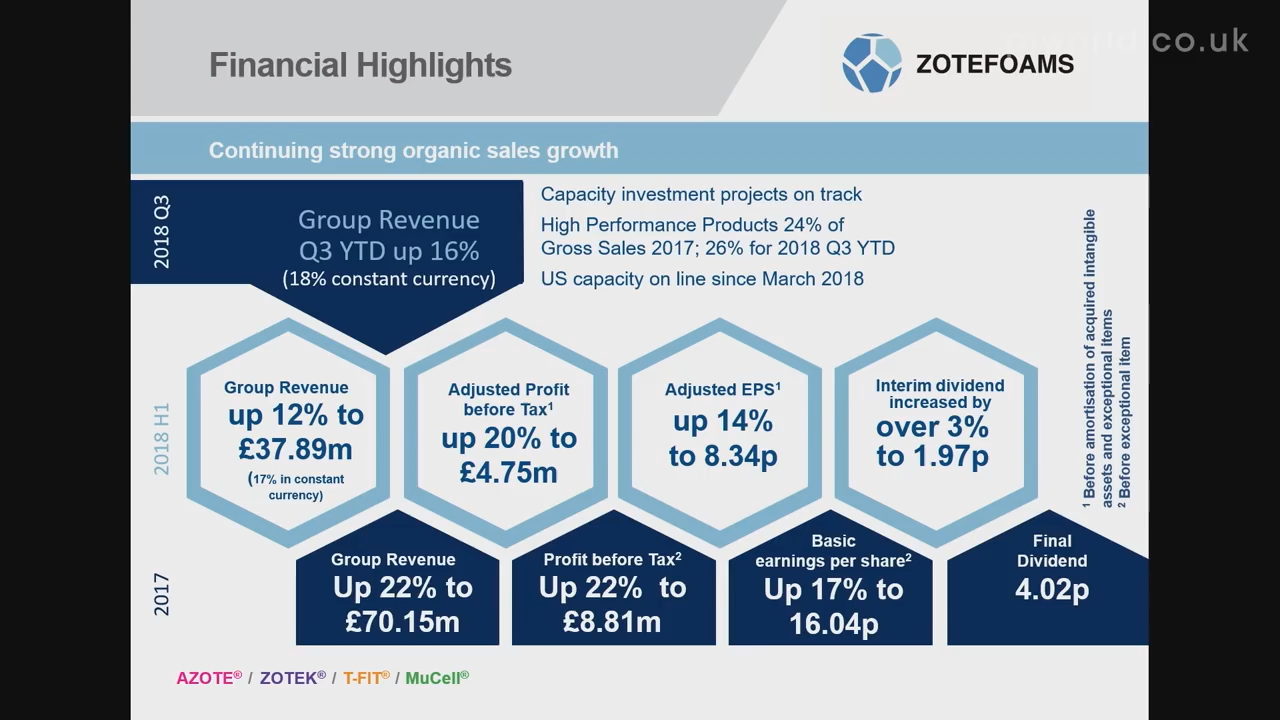 Financial Highlights
ZOTEFOAMS
co.uk
Continuing strong organic sales growth
2018 Q3
Group Revenue
Q3 YTD up 16%
(18% constant currency)
Capacity investment projects on track
High Performance Products 24% of
Gross Sales 2017; 26% for 2018 Q3 YTD
US capacity on line since March 2018
2018 H1
Group Revenue
up 12% to
£37.89m
(17% in constant
currency)
Adjusted Profit
before Tax¹
up 20% to
£4.75m
Adjusted EPS¹
up 14%
to 8.34p
Interim dividend
increased by
over 3%
to 1.97p
¹ Before amortisation of acquired intangible
assets and exceptional items
² Before exceptional item
2017
Group Revenue
Up 22% to
£70.15m
Profit before Tax²
Up 22% to
£8.81m
Basic
earnings per share²
Up 17% to
16.04p
Final
Dividend
4.02p
AZOTE® / ZOTEK® / T-FIT® / MuCell®